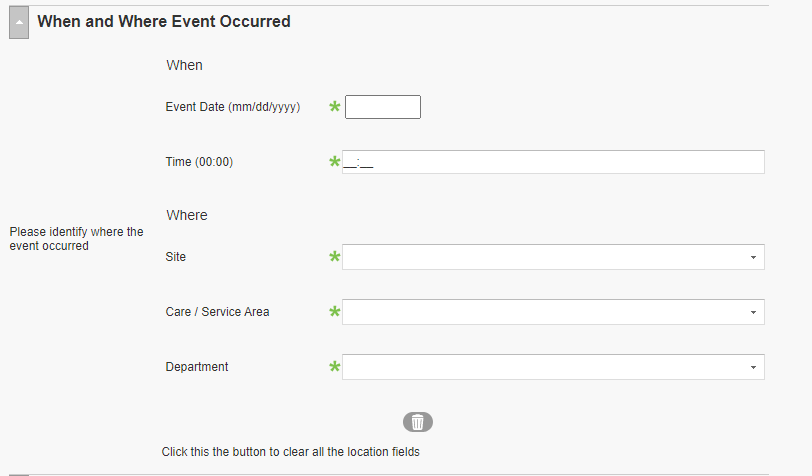 When and Where Event Occurred
When
Event Date (mm/dd/yyyy) *
Time (00:00) * __:__
Where
Please identify where the
event occurred
Site *
Care / Service Area *
Department *
Click this the button to clear all the location fields